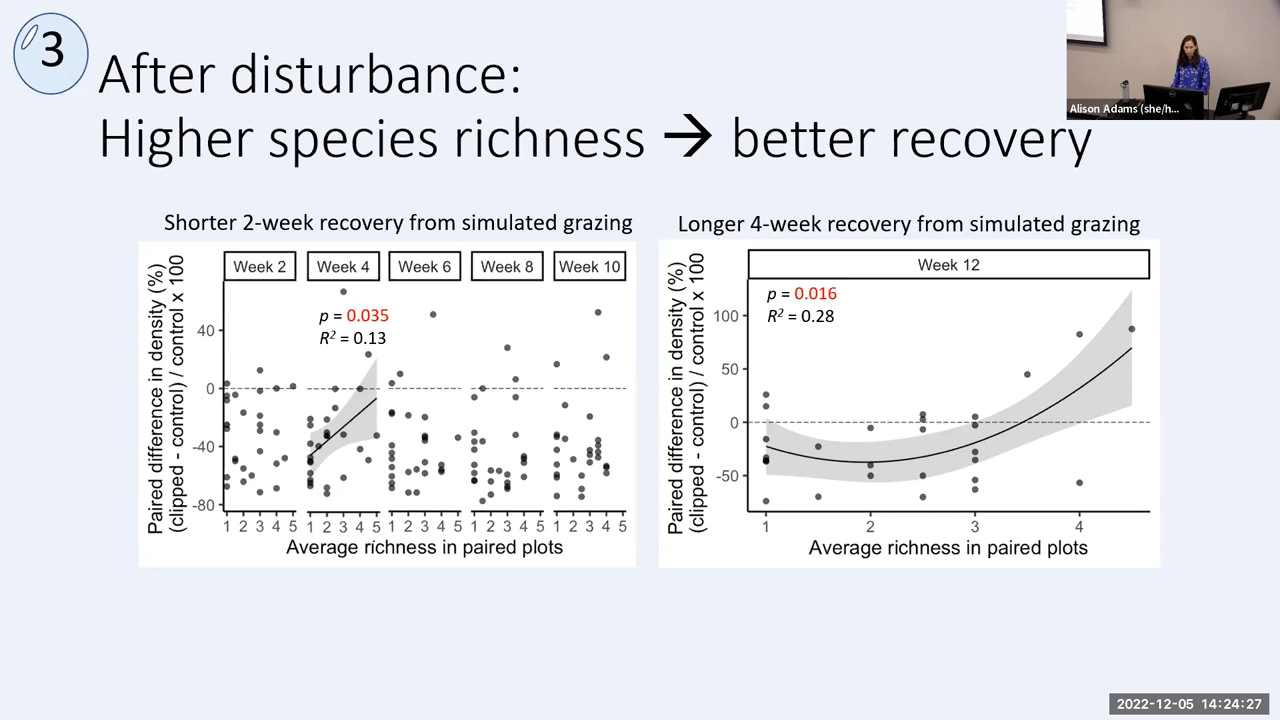 3
After disturbance:
Higher species richness → better recovery
Alison Adams (she/h...
Shorter 2-week recovery from simulated grazing
Paired difference in density (%)
(clipped - control) / control x 100
Week 2 Week 4 Week 6 Week 8 Week 10
p = 0.035
R² = 0.13
40
0
-40
-80
1 2 3 4 5 1 2 3 4 5 1 2 3 4 5 1 2 3 4 5 1 2 3 4 5
Average richness in paired plots
Longer 4-week recovery from simulated grazing
Paired difference in density (%)
(clipped - control) / control x 100
Week 12
p = 0.016
R² = 0.28
100
50
0
-50
1 2 3 4
Average richness in paired plots
2022-12-05 14:24:27